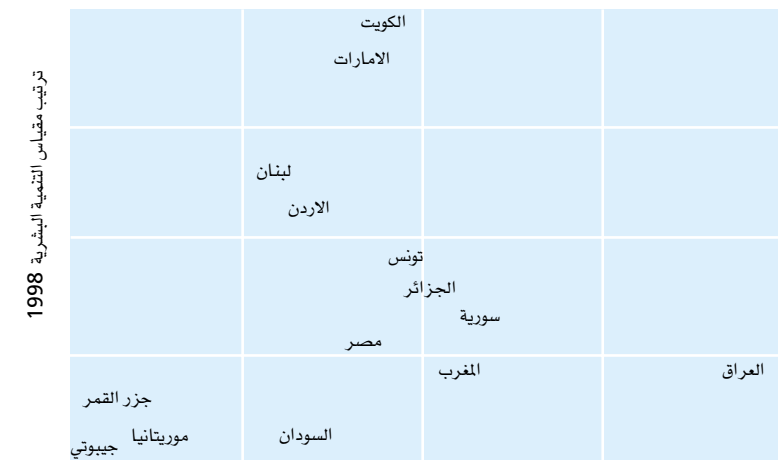 ترتيب مقياس التنمية البشرية 1998
الكويت
الامارات
لبنان
الاردن
تونس
الجزائر
سورية
مصر
العراق
المغرب
جزر القمر
السودان
موريتانيا
جيبوتي